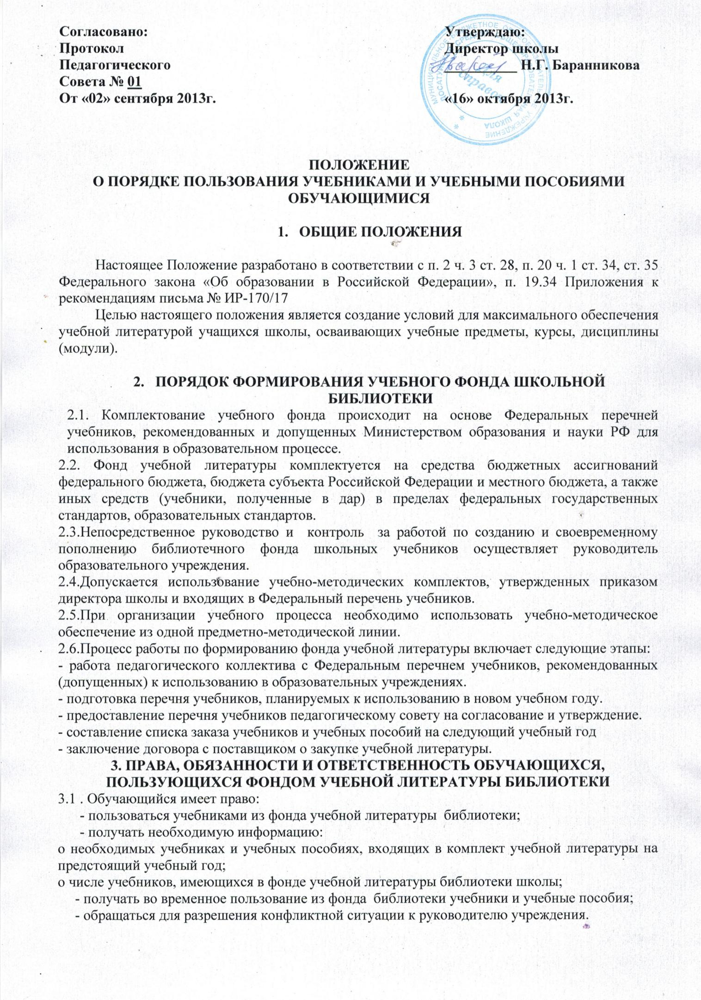 Согласовано:
Протокол
Педагогического
Совета № 01
От «02» сентября 2013г.
Утверждаю:
Директор школы
Н.Г. Баранникова
«16» октября 2013г.
МУНИЦИПАЛЬНОЕ БЮДЖЕТНОЕ ОБЩЕОБРАЗОВАТЕЛЬНОЕ УЧРЕЖДЕНИЕ
СРЕДНЯЯ ОБЩЕОБРАЗОВАТЕЛЬНАЯ ШКОЛА
Для
справок
ПОЛОЖЕНИЕ
О ПОРЯДКЕ ПОЛЬЗОВАНИЯ УЧЕБНИКАМИ И УЧЕБНЫМИ ПОСОБИЯМИ
ОБУЧАЮЩИМИСЯ
1. ОБЩИЕ ПОЛОЖЕНИЯ
Настоящее Положение разработано в соответствии с п. 2 ч. 3 ст. 28, п. 20 ч. 1 ст. 34, ст. 35
Федерального закона «Об образовании в Российской Федерации», п. 19.34 Приложения к
рекомендациям письма № ИР-170/17
Целью настоящего положения является создание условий для максимального обеспечения
учебной литературой учащихся школы, осваивающих учебные предметы, курсы, дисциплины
(модули).
2. ПОРЯДОК ФОРМИРОВАНИЯ УЧЕБНОГО ФОНДА ШКОЛЬНОЙ
БИБЛИОТЕКИ
2.1. Комплектование учебного фонда происходит на основе Федеральных перечней
учебников, рекомендованных и допущенных Министерством образования и науки РФ для
использования в образовательном процессе.
2.2. Фонд учебной литературы комплектуется на средства бюджетных ассигнований
федерального бюджета, бюджета субъекта Российской Федерации и местного бюджета, а также
иных средств (учебники, полученные в дар) в пределах федеральных государственных
стандартов, образовательных стандартов.
2.3.Непосредственное руководство и контроль за работой по созданию и своевременному
пополнению библиотечного фонда школьных учебников осуществляет руководитель
образовательного учреждения.
2.4.Допускается использование учебно-методических комплектов, утвержденных приказом
директора школы и входящих в Федеральный перечень учебников.
2.5.При организации учебного процесса необходимо использовать учебно-методическое
обеспечение из одной предметно-методической линии.
2.6.Процесс работы по формированию фонда учебной литературы включает следующие этапы:
- работа педагогического коллектива с Федеральным перечнем учебников, рекомендованных
(допущенных) к использованию в образовательных учреждениях.
- подготовка перечня учебников, планируемых к использованию в новом учебном году.
- предоставление перечня учебников педагогическому совету на согласование и утверждение.
- составление списка заказа учебников и учебных пособий на следующий учебный год
- заключение договора с поставщиком о закупке учебной литературы.
3. ПРАВА, ОБЯЗАННОСТИ И ОТВЕТСТВЕННОСТЬ ОБУЧАЮЩИХСЯ,
ПОЛЬЗУЮЩИХСЯ ФОНДОМ УЧЕБНОЙ ЛИТЕРАТУРЫ БИБЛИОТЕКИ
3.1 . Обучающийся имеет право:
- пользоваться учебниками из фонда учебной литературы библиотеки;
- получать необходимую информацию:
о необходимых учебниках и учебных пособиях, входящих в комплект учебной литературы на
предстоящий учебный год;
о числе учебников, имеющихся в фонде учебной литературы библиотеки школы;
- получать во временное пользование из фонда библиотеки учебники и учебные пособия;
- обращаться для разрешения конфликтной ситуации к руководителю учреждения.